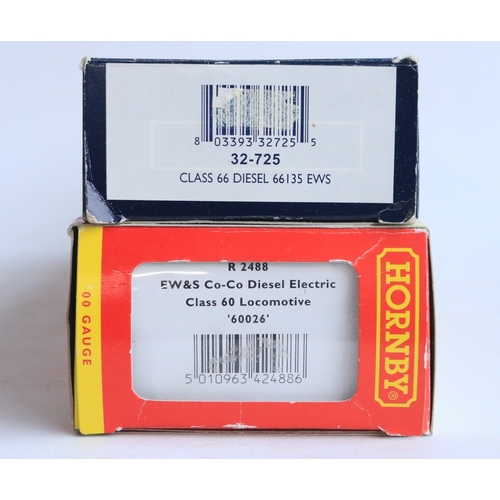 8 03393 32725 5
32-725
CLASS 66 DIESEL 66135 EWS
R 2488
EW&S Co-Co Diesel Electric
Class 60 Locomotive
'60026'
5 010963 424886
00 GAUGE
HORNBY®